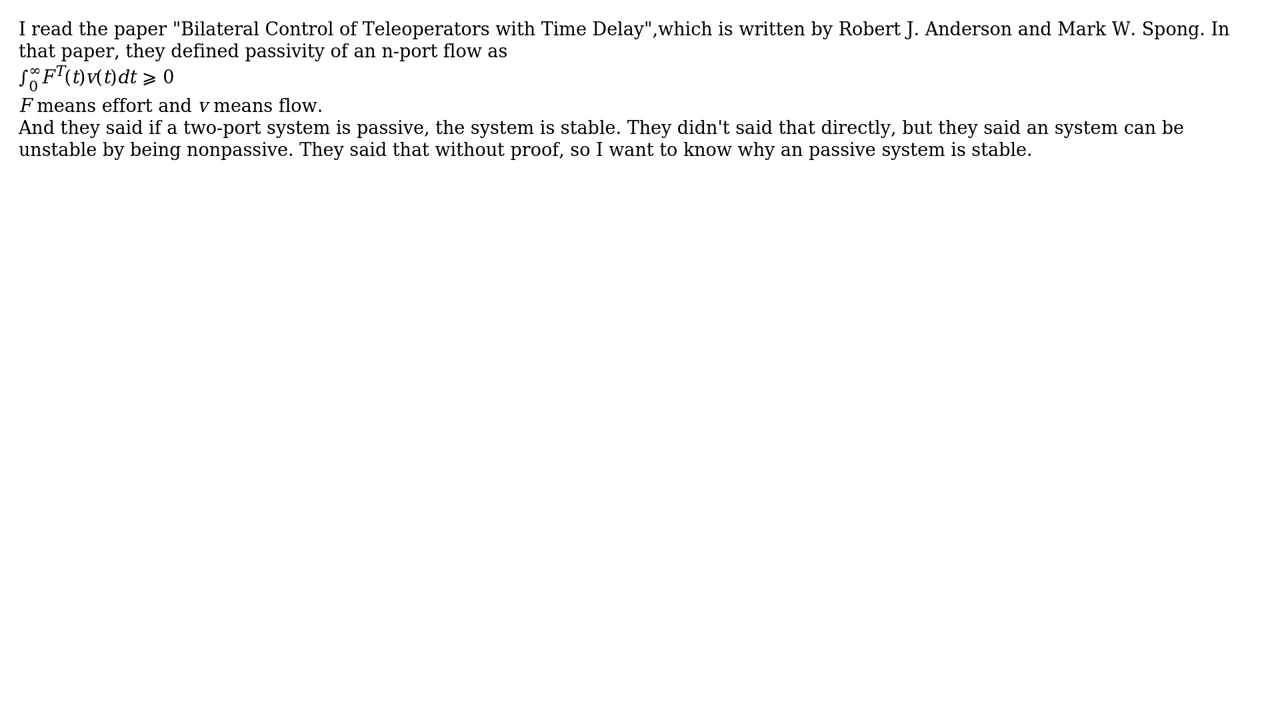 I read the paper "Bilateral Control of Teleoperators with Time Delay",which is written by Robert J. Anderson and Mark W. Spong. In
that paper, they defined passivity of an n-port flow as
∫₀^∞ Fᵀ(t)v(t)dt ⩾ 0
F means effort and v means flow.
And they said if a two-port system is passive, the system is stable. They didn't said that directly, but they said an system can be
unstable by being nonpassive. They said that without proof, so I want to know why an passive system is stable.